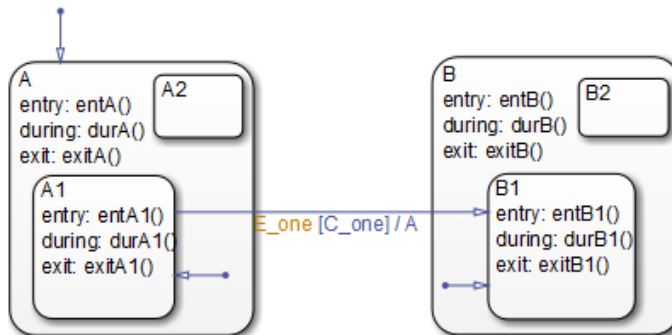 A
entry: entA()
during: durA()
exit: exitA()
A2
A1
entry: entA1()
during: durA1()
exit: exitA1()
E_one [C_one] / A
B
entry: entB()
during: durB()
exit: exitB()
B2
B1
entry: entB1()
during: durB1()
exit: exitB1()